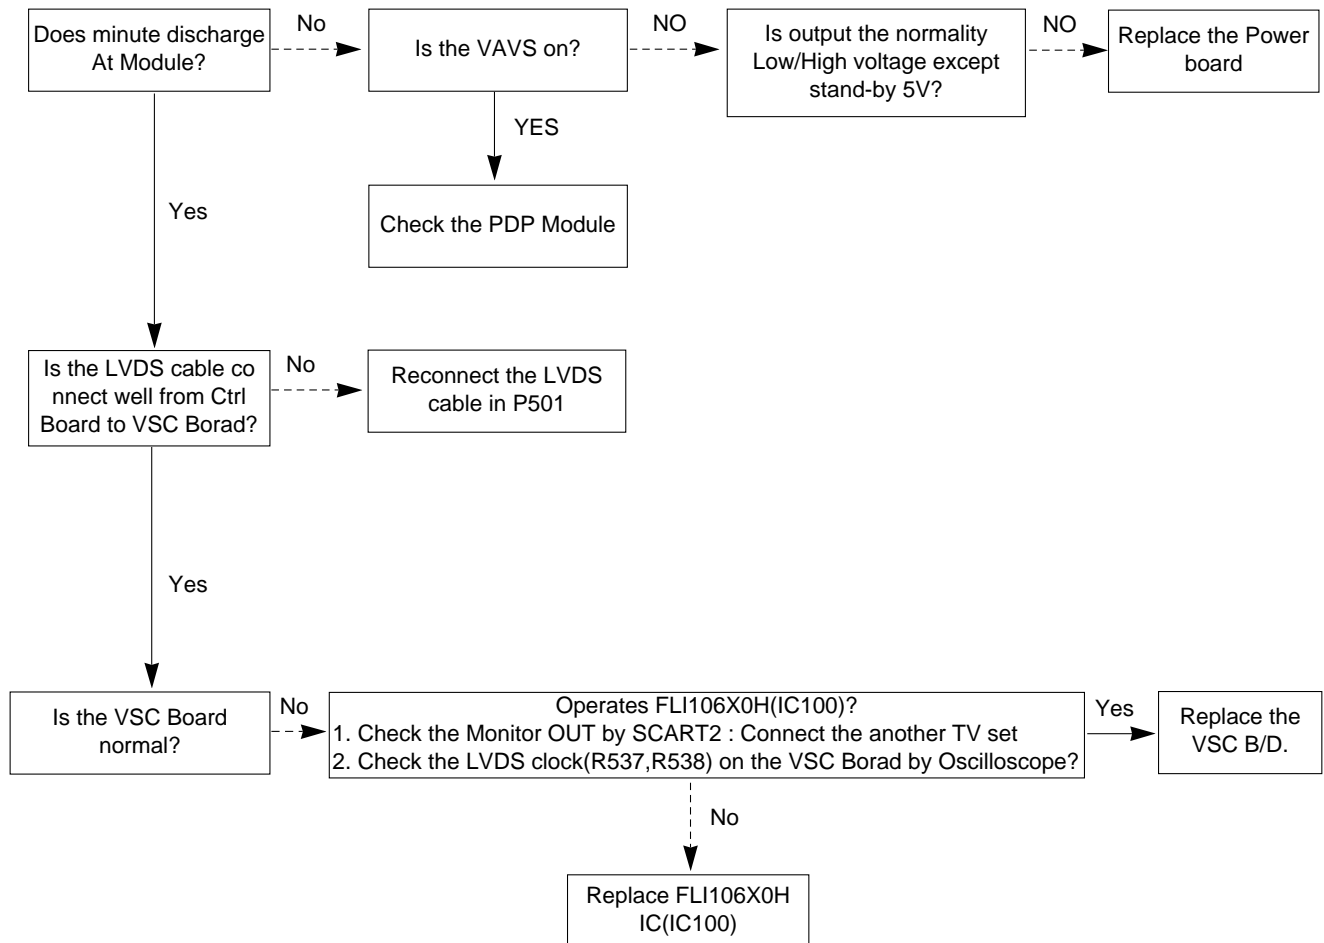 Does minute discharge
At Module?
No
Is the VAVS on?
NO
Is output the normality
Low/High voltage except
stand-by 5V?
NO
Replace the Power
board
YES
Check the PDP Module
Yes
Is the LVDS cable co
nnect well from Ctrl
Board to VSC Borad?
No
Reconnect the LVDS
cable in P501
Yes
Is the VSC Board
normal?
No
Operates FLI106X0H(IC100)?
1. Check the Monitor OUT by SCART2 : Connect the another TV set
2. Check the LVDS clock(R537,R538) on the VSC Borad by Oscilloscope?
Yes
Replace the
VSC B/D.
No
Replace FLI106X0H
IC(IC100)